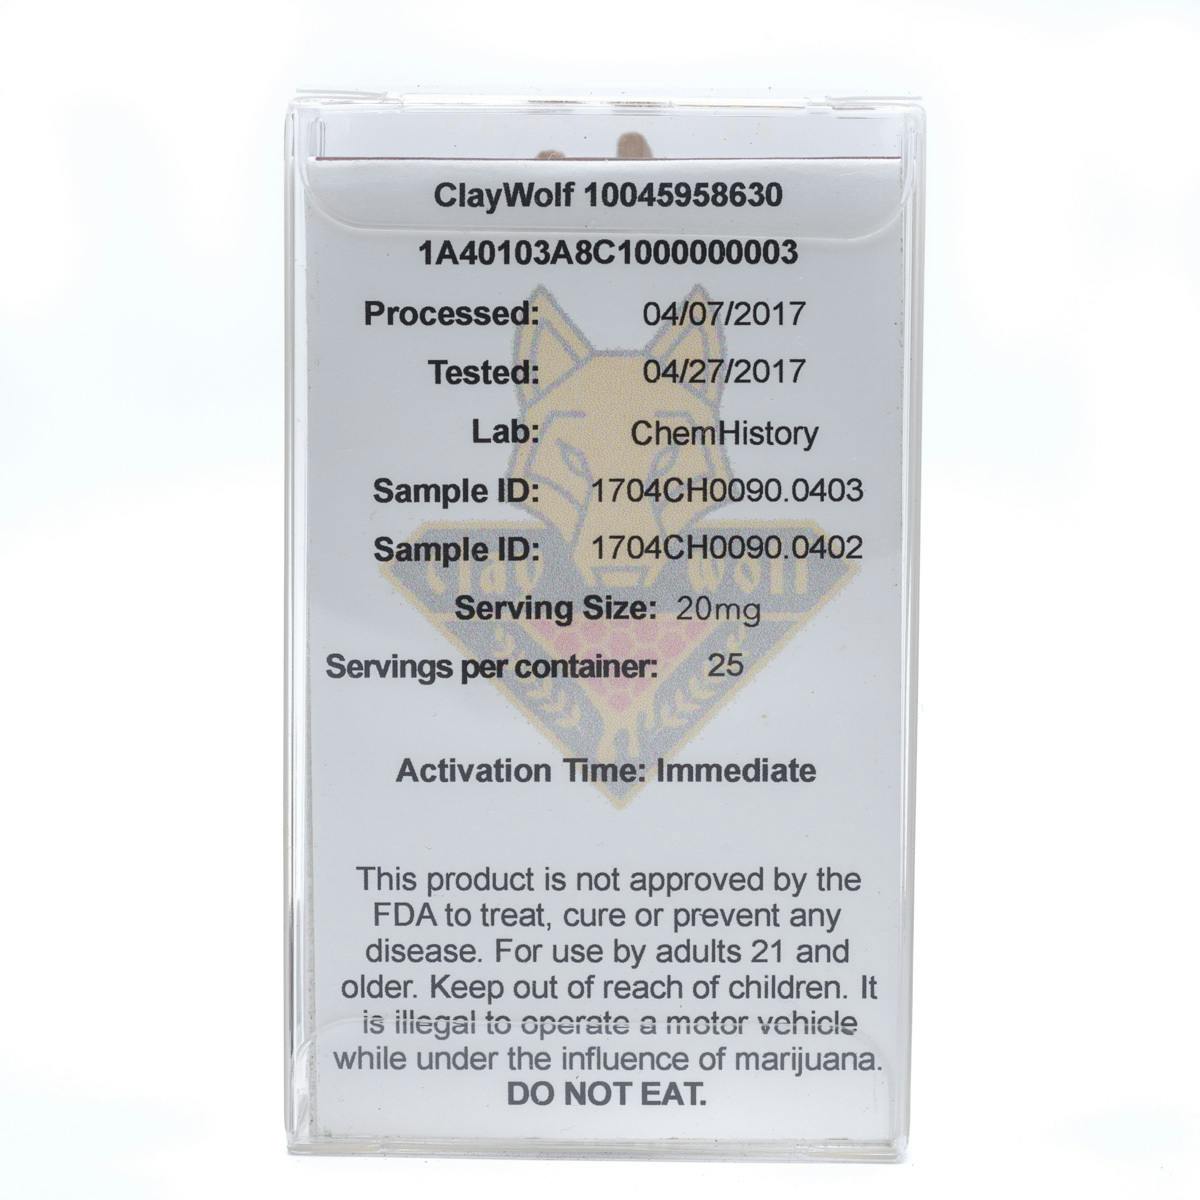 ClayWolf 10045958630
1A40103A8C1000000003
Processed: 04/07/2017
Tested: 04/27/2017
Lab: ChemHistory
Sample ID: 1704CH0090.0403
Sample ID: 1704CH0090.0402
Clay Wolf
Serving Size: 20mg
Servings per container: 25
Activation Time: Immediate
This product is not approved by the
FDA to treat, cure or prevent any
disease. For use by adults 21 and
older. Keep out of reach of children. It
is illegal to operate a motor vehicle
while under the influence of marijuana.
DO NOT EAT.